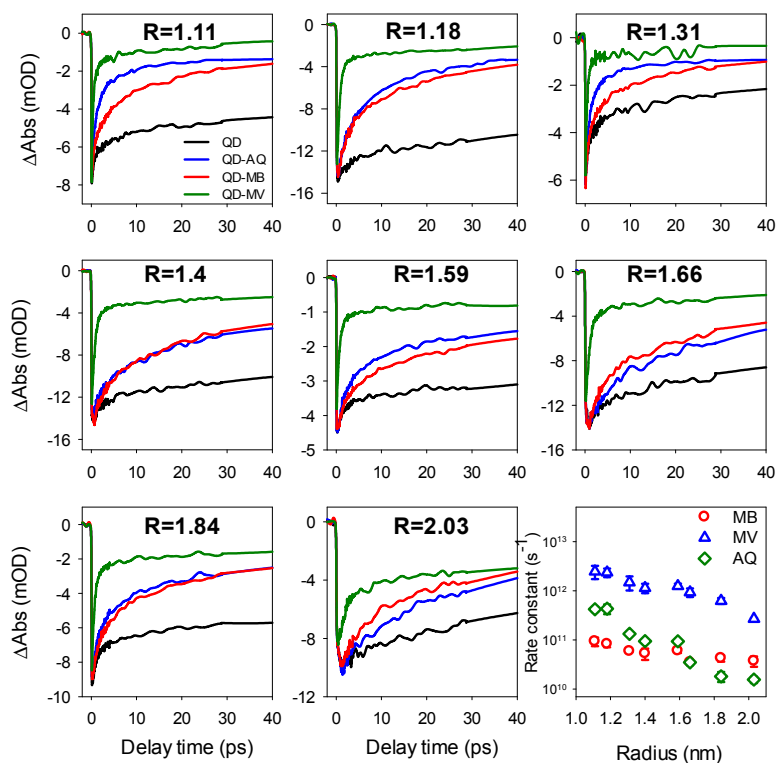 R=1.11
R=1.18
R=1.31
ΔAbs (mOD)
0
-2
-4
-6
-8
QD
QD-AQ
QD-MB
QD-MV
0 10 20 30 40
0
-4
-8
-12
-16
0 10 20 30 40
0
-2
-4
-6
0 10 20 30 40
R=1.4
R=1.59
R=1.66
ΔAbs (mOD)
0
-4
-8
-12
-16
0 10 20 30 40
0
-1
-2
-3
-4
-5
0 10 20 30 40
0
-4
-8
-12
-16
0 10 20 30 40
R=1.84
R=2.03
ΔAbs (mOD)
0
-2
-4
-6
-8
-10
0 10 20 30 40
Delay time (ps)
0
-4
-8
-12
0 10 20 30 40
Delay time (ps)
Rate constant (s⁻¹)
10¹³
10¹²
10¹¹
10¹⁰
MB
MV
AQ
1.0 1.2 1.4 1.6 1.8 2.0
Radius (nm)